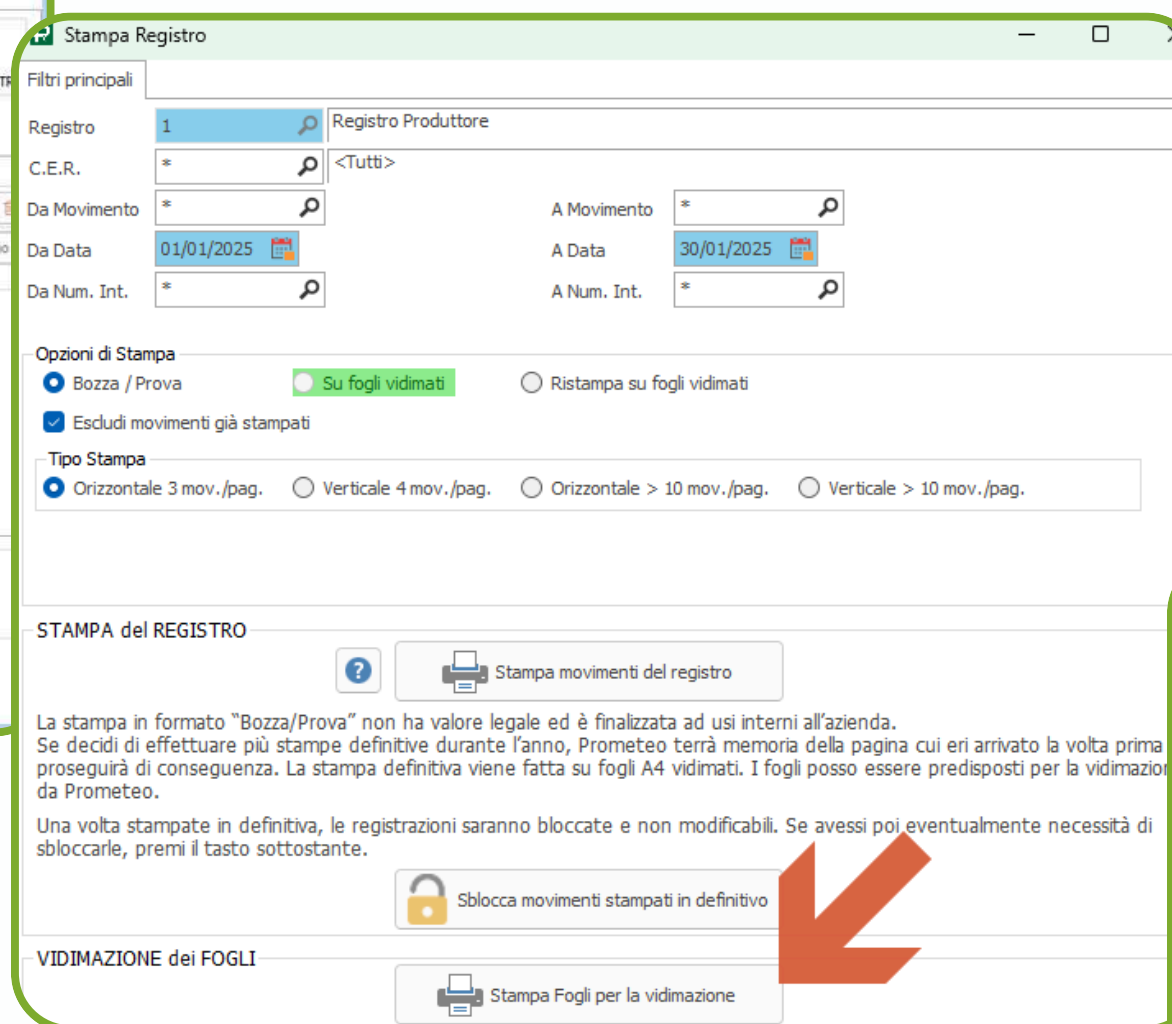 Stampa Registro
Filtri principali
Registro 1 Registro Produttore
C.E.R. * <Tutti>
Da Movimento * A Movimento *
Da Data 01/01/2025 A Data 30/01/2025
Da Num. Int. * A Num. Int. *
Opzioni di Stampa
Bozza / Prova Su fogli vidimati Ristampa su fogli vidimati
Escludi movimenti già stampati
Tipo Stampa
Orizzontale 3 mov./pag. Verticale 4 mov./pag. Orizzontale > 10 mov./pag. Verticale > 10 mov./pag.
STAMPA del REGISTRO
? Stampa movimenti del registro
La stampa in formato "Bozza/Prova" non ha valore legale ed è finalizzata ad usi interni all'azienda.
Se decidi di effettuare più stampe definitive durante l'anno, Prometeo terrà memoria della pagina cui eri arrivato la volta prima
proseguirà di conseguenza. La stampa definitiva viene fatta su fogli A4 vidimati. I fogli posso essere predisposti per la vidimazion
da Prometeo.
Una volta stampate in definitiva, le registrazioni saranno bloccate e non modificabili. Se avessi poi eventualmente necessità di
sbloccarle, premi il tasto sottostante.
Sblocca movimenti stampati in definitivo
VIDIMAZIONE dei FOGLI
Stampa Fogli per la vidimazione